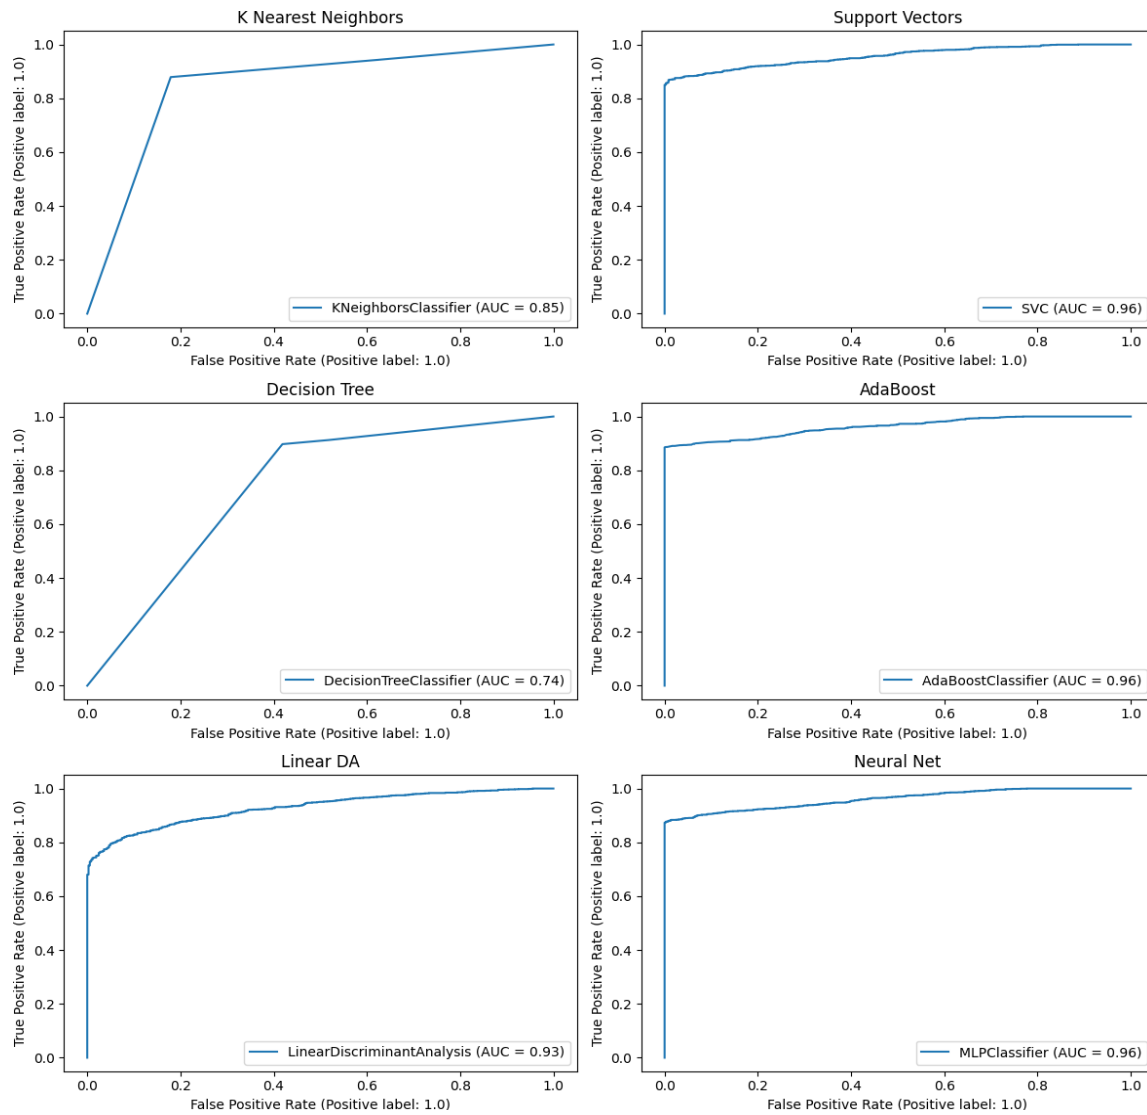 K Nearest Neighbors
True Positive Rate (Positive label: 1.0)
1.0
0.8
0.6
0.4
0.2
0.0
KNeighborsClassifier (AUC = 0.85)
0.0 0.2 0.4 0.6 0.8 1.0
False Positive Rate (Positive label: 1.0)
Support Vectors
True Positive Rate (Positive label: 1.0)
1.0
0.8
0.6
0.4
0.2
0.0
SVC (AUC = 0.96)
0.0 0.2 0.4 0.6 0.8 1.0
False Positive Rate (Positive label: 1.0)
Decision Tree
True Positive Rate (Positive label: 1.0)
1.0
0.8
0.6
0.4
0.2
0.0
DecisionTreeClassifier (AUC = 0.74)
0.0 0.2 0.4 0.6 0.8 1.0
False Positive Rate (Positive label: 1.0)
AdaBoost
True Positive Rate (Positive label: 1.0)
1.0
0.8
0.6
0.4
0.2
0.0
AdaBoostClassifier (AUC = 0.96)
0.0 0.2 0.4 0.6 0.8 1.0
False Positive Rate (Positive label: 1.0)
Linear DA
True Positive Rate (Positive label: 1.0)
1.0
0.8
0.6
0.4
0.2
0.0
LinearDiscriminantAnalysis (AUC = 0.93)
0.0 0.2 0.4 0.6 0.8 1.0
False Positive Rate (Positive label: 1.0)
Neural Net
True Positive Rate (Positive label: 1.0)
1.0
0.8
0.6
0.4
0.2
0.0
MLPClassifier (AUC = 0.96)
0.0 0.2 0.4 0.6 0.8 1.0
False Positive Rate (Positive label: 1.0)